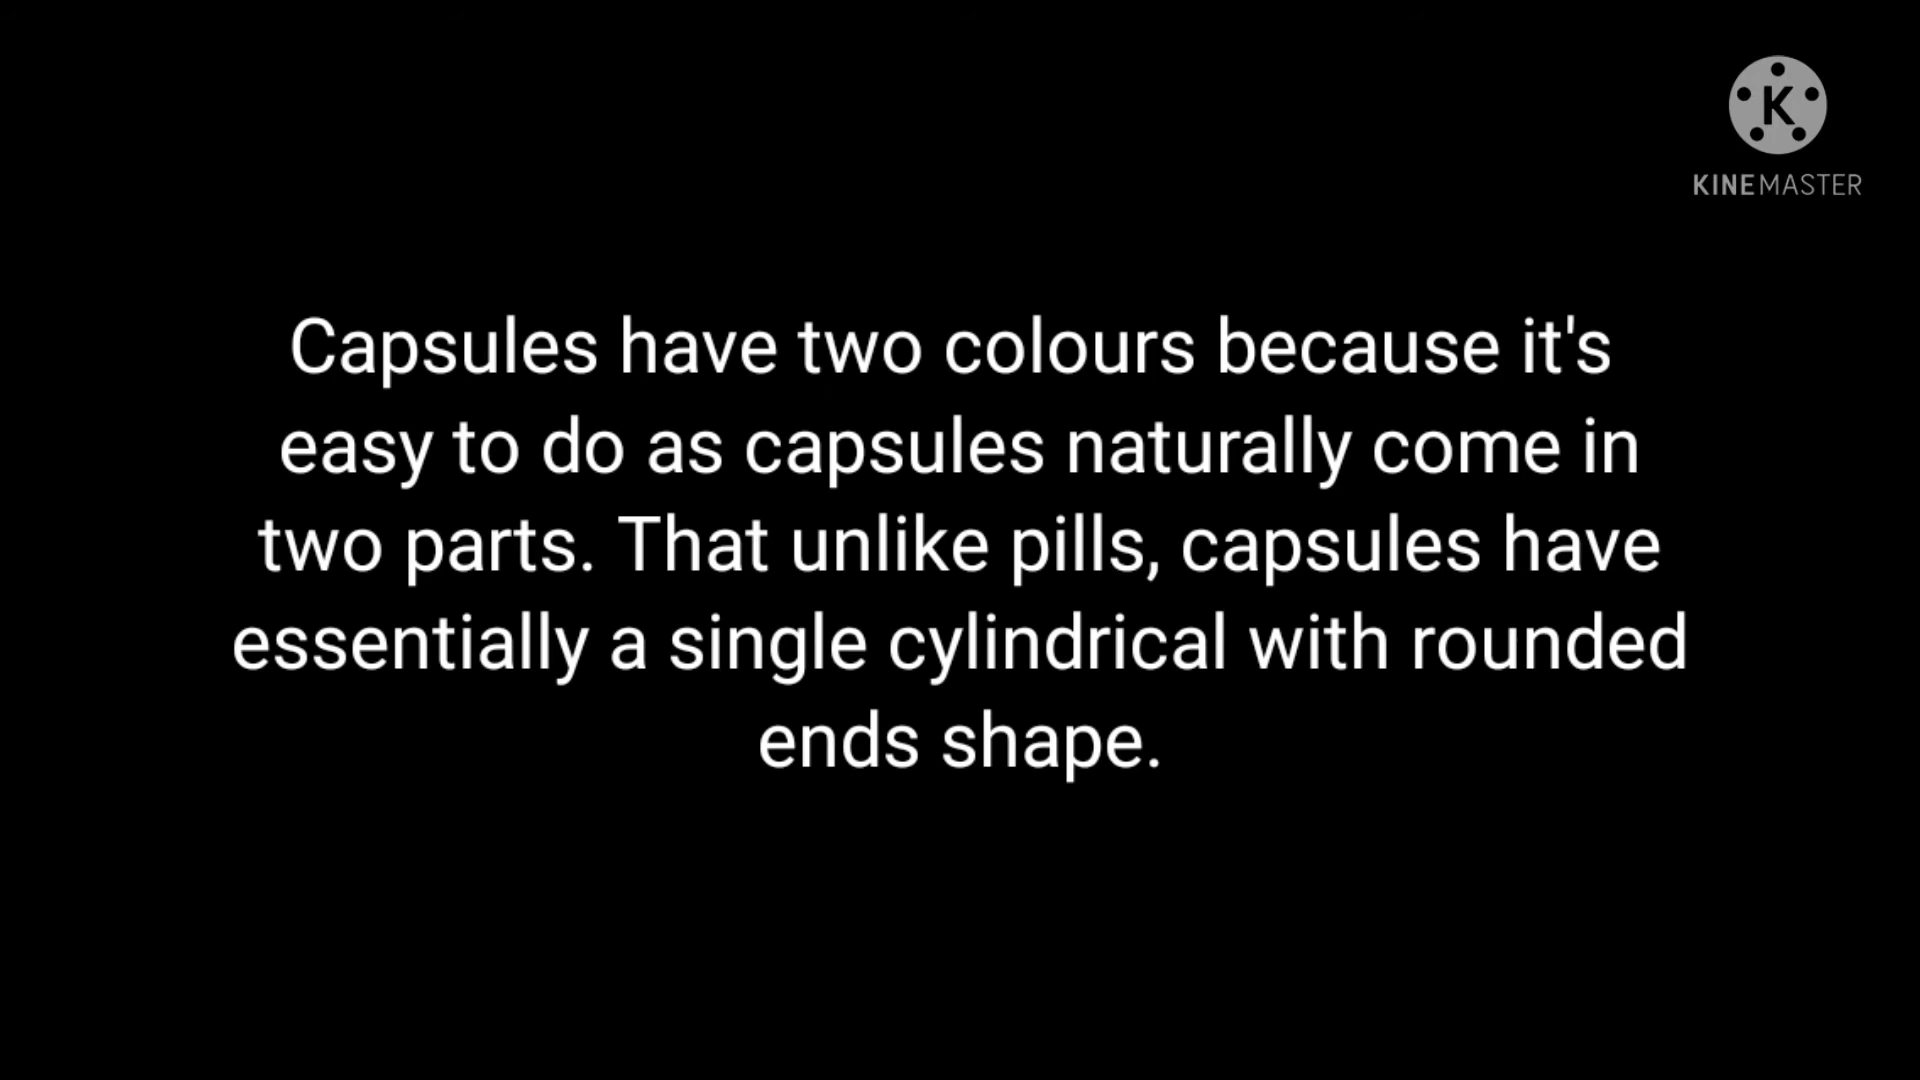 K
KINEMASTER
Capsules have two colours because it's
easy to do as capsules naturally come in
two parts. That unlike pills, capsules have
essentially a single cylindrical with rounded
ends shape.